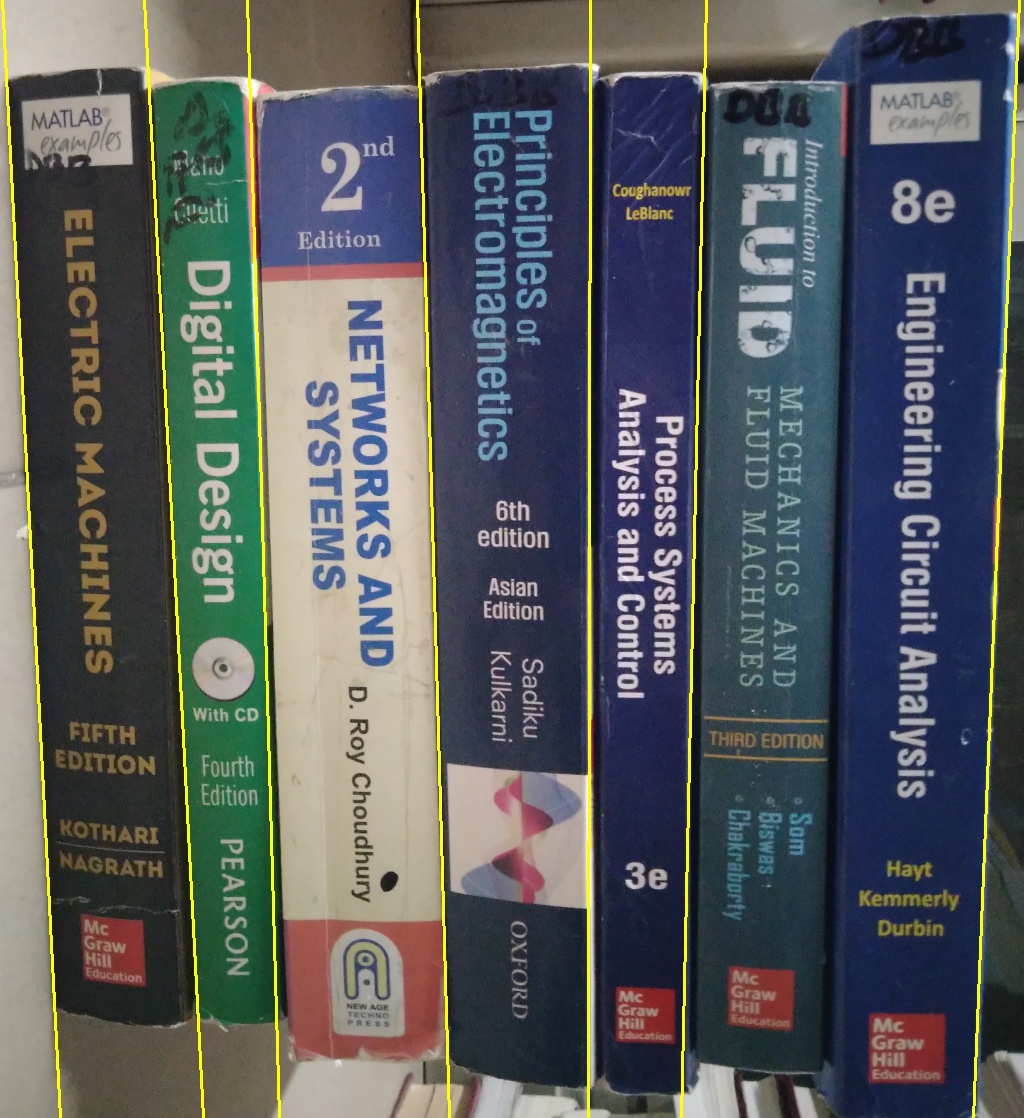 MATLAB®
examples
DBB
ELECTRIC MACHINES
FIFTH
EDITION
KOTHARI
NAGRATH
Mc
Graw
Hill
Education
Digital Design
With CD
Fourth
Edition
PEARSON
2nd
Edition
NETWORKS AND
SYSTEMS
D. Roy Choudhury
NEW AGE
TECHNO
PRESS
Principles of
Electromagnetics
6th
edition
Asian
Edition
Sadiku
Kulkarni
OXFORD
Coughanowr
LeBlanc
Process Systems
Analysis and Control
3e
Mc
Graw
Hill
Education
DBB
Introduction to
FLUID
MECHANICS AND
FLUID MACHINES
THIRD EDITION
• Som
• Biswas
• Chakraborty
Mc
Graw
Hill
Education
DBB
MATLAB®
examples
8e
Engineering Circuit Analysis
Hayt
Kemmerly
Durbin
Mc
Graw
Hill
Education